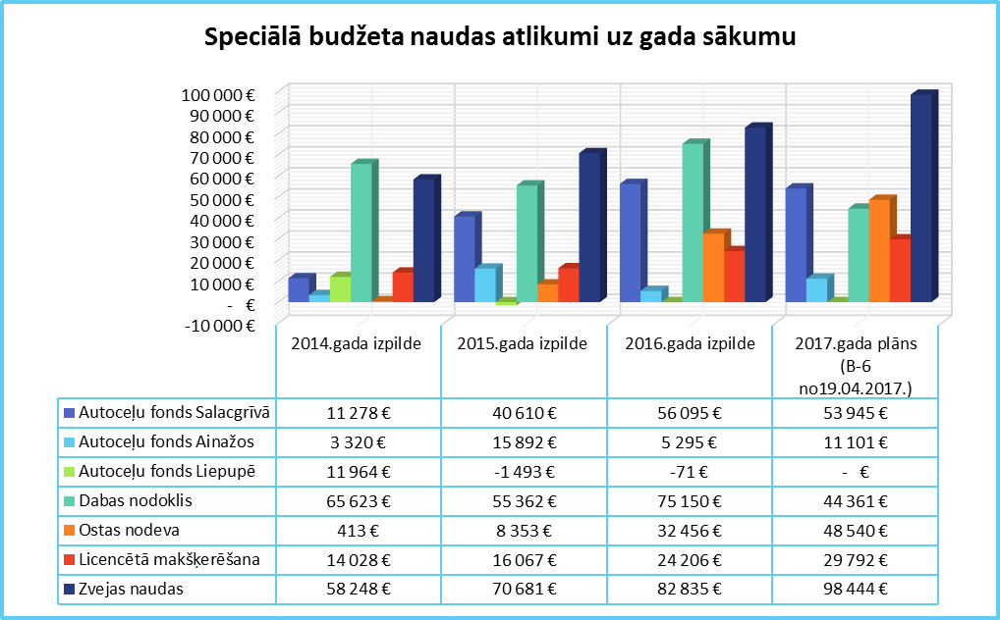 Speciālā budžeta naudas atlikumi uz gada sākumu
100 000 €
90 000 €
80 000 €
70 000 €
60 000 €
50 000 €
40 000 €
30 000 €
20 000 €
10 000 €
- €
-10 000 €
2014.gada izpilde 2015.gada izpilde 2016.gada izpilde 2017.gada plāns
(B-6
no19.04.2017.)
Autoceļu fonds Salacgrīvā 11 278 € 40 610 € 56 095 € 53 945 €
Autoceļu fonds Ainažos 3 320 € 15 892 € 5 295 € 11 101 €
Autoceļu fonds Liepupē 11 964 € -1 493 € -71 € - €
Dabas nodoklis 65 623 € 55 362 € 75 150 € 44 361 €
Ostas nodeva 413 € 8 353 € 32 456 € 48 540 €
Licencētā makšķerēšana 14 028 € 16 067 € 24 206 € 29 792 €
Zvejas naudas 58 248 € 70 681 € 82 835 € 98 444 €